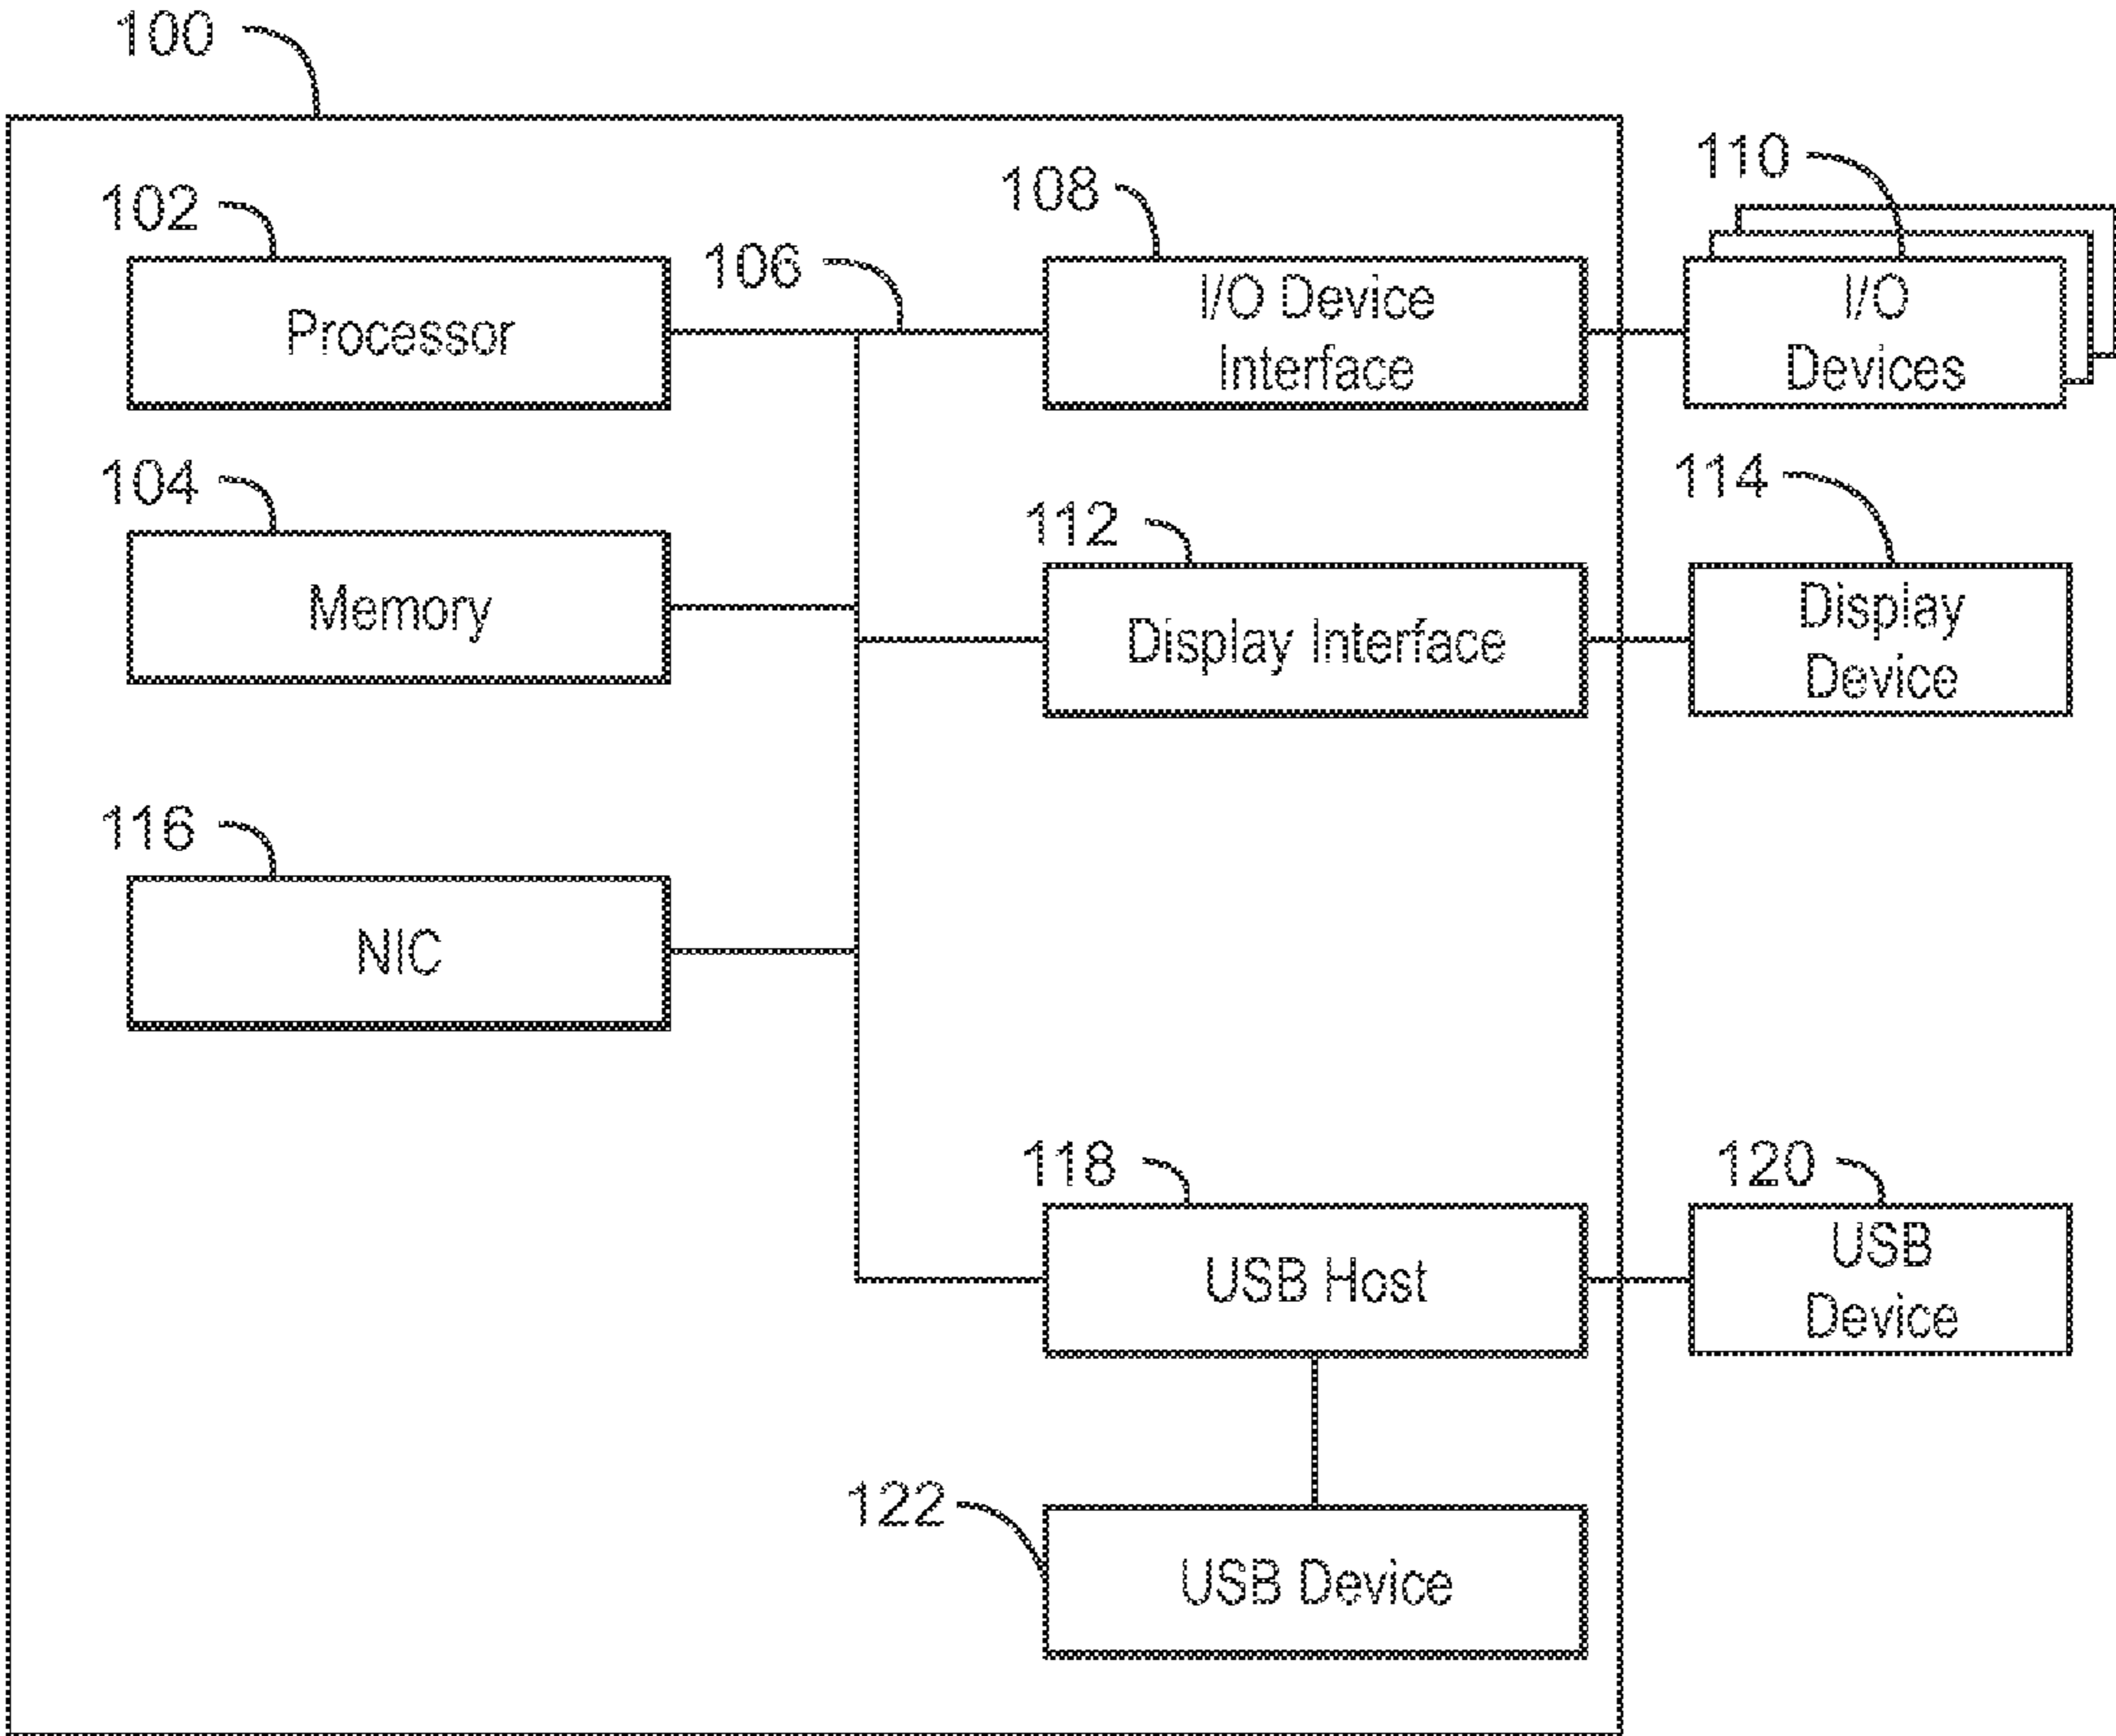 100
110
102
108
106
Processor
I/O Device
Interface
I/O
Devices
104
112
114
Memory
Display Interface
Display
Device
116
NIC
118
120
USB Host
USB
Device
122
USB Device